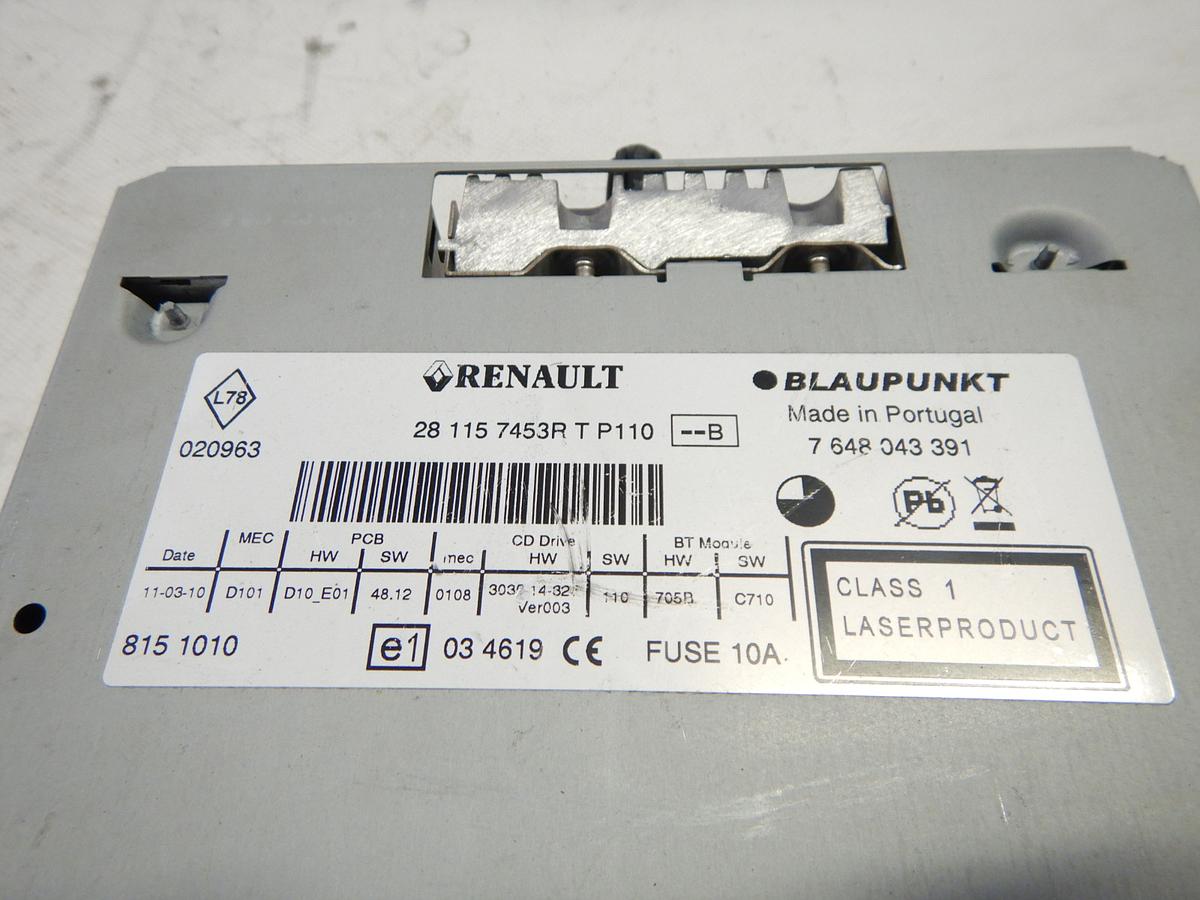 L78
020963
RENAULT
28 115 7453R T P110 --B
BLAUPUNKT
Made in Portugal
7 648 043 391
Pb
Date MEC PCB HW SW mec CD Drive HW SW BT Module HW SW
11-03-10 D101 D10_E01 48.12 0108 Ver003 110 705B C710
815 1010
e1 03 4619 CE FUSE 10A
CLASS 1
LASERPRODUCT